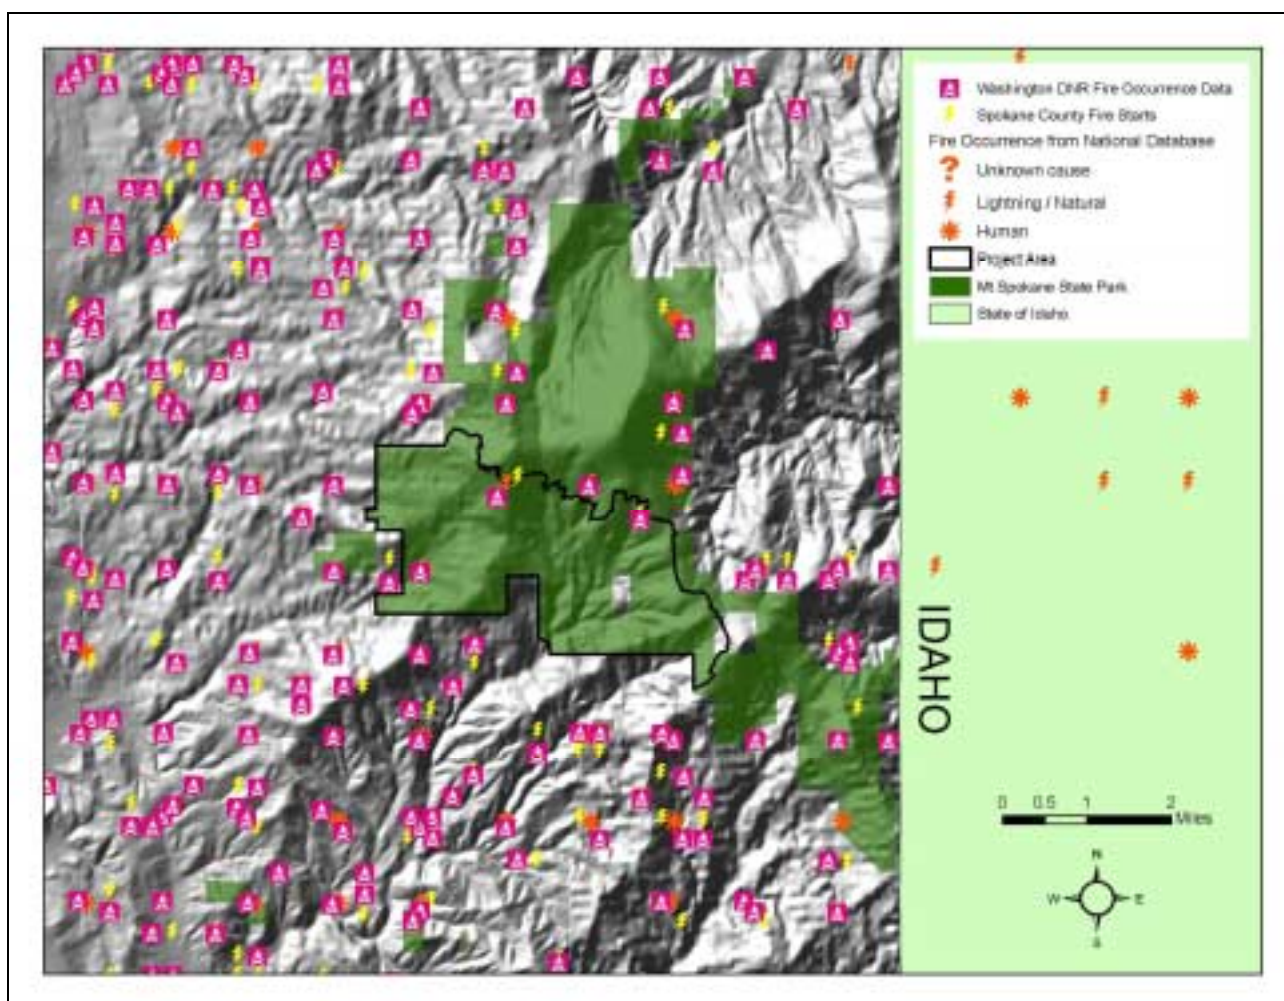 Washington DNR Fire Occurrence Data
Spokane County Fire Starts
Fire Occurrence from National Database
? Unknown cause
Lightning / Natural
Human
Project Area
Mt Spokane State Park
State of Idaho
IDAHO
0 0.5 1 2
Miles
N
W E
S